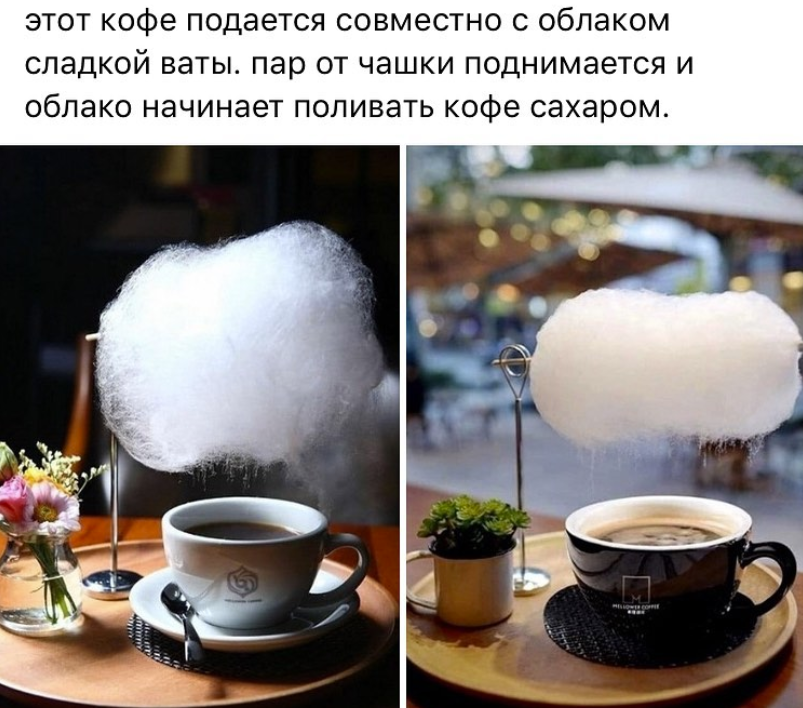 этот кофе подается совместно с облаком
сладкой ваты. пар от чашки поднимается и
облако начинает поливать кофе сахаром.
MELLOWER COFFEE